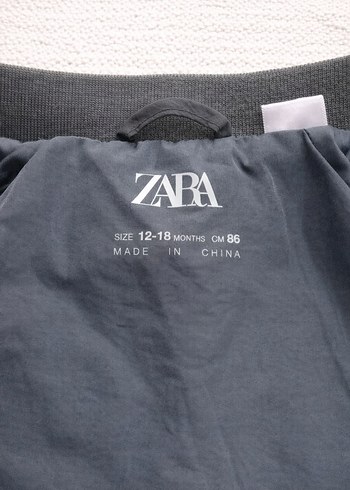 ZARA
SIZE 12-18 MONTHS CM 86
MADE IN CHINA